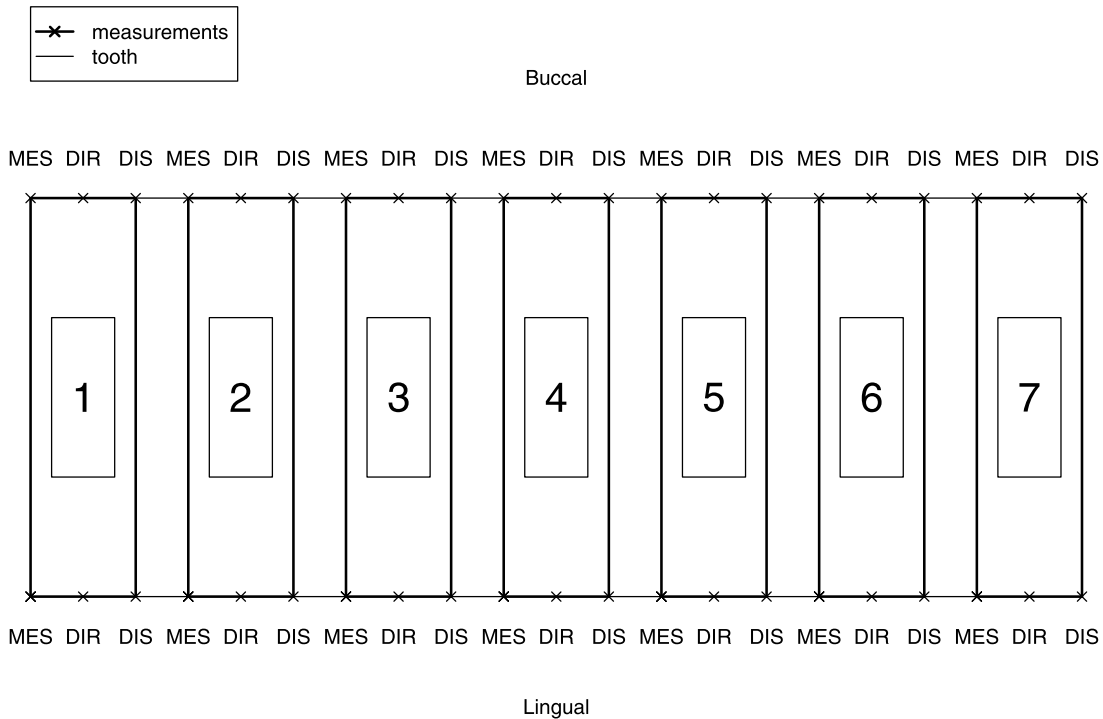 measurements
tooth
Buccal
MES DIR DIS MES DIR DIS MES DIR DIS MES DIR DIS MES DIR DIS MES DIR DIS MES DIR DIS
1 2 3 4 5 6 7
MES DIR DIS MES DIR DIS MES DIR DIS MES DIR DIS MES DIR DIS MES DIR DIS MES DIR DIS
Lingual